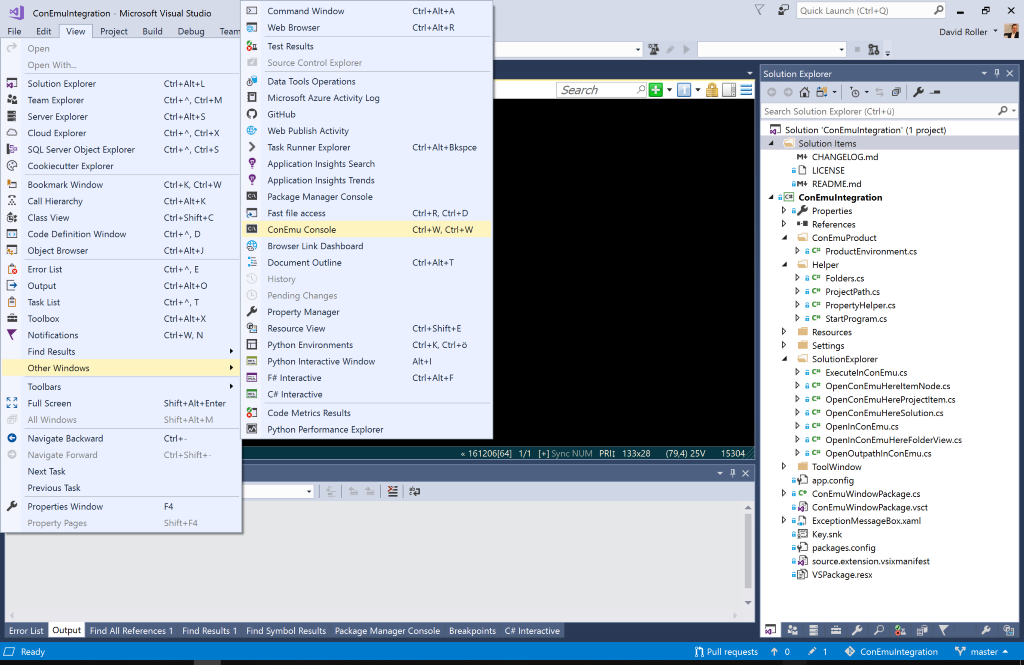 ConEmuIntegration - Microsoft Visual Studio
Quick Launch (Ctrl+Q)
File Edit View Project Build Debug Team
David Roller
Open
Open With...
Solution Explorer Ctrl+Alt+L
Team Explorer Ctrl+^, Ctrl+M
Server Explorer Ctrl+Alt+S
Cloud Explorer Ctrl+^, Ctrl+X
SQL Server Object Explorer Ctrl+^, Ctrl+S
Cookiecutter Explorer
Bookmark Window Ctrl+K, Ctrl+W
Call Hierarchy Ctrl+Alt+K
Class View Ctrl+Shift+C
Code Definition Window Ctrl+^, D
Object Browser Ctrl+Alt+J
Error List Ctrl+^, E
Output Ctrl+Alt+O
Task List Ctrl+^, T
Toolbox Ctrl+Alt+X
Notifications Ctrl+W, N
Find Results
Other Windows
Toolbars
Full Screen Shift+Alt+Enter
All Windows Shift+Alt+M
Navigate Backward Ctrl+-
Navigate Forward Ctrl+Shift+-
Next Task
Previous Task
Properties Window F4
Property Pages Shift+F4
Command Window Ctrl+Alt+A
Web Browser Ctrl+Alt+R
Test Results
Source Control Explorer
Data Tools Operations
Microsoft Azure Activity Log
GitHub
Web Publish Activity
Task Runner Explorer Ctrl+Alt+Bkspce
Application Insights Search
Application Insights Trends
Package Manager Console
Fast file access Ctrl+R, Ctrl+D
ConEmu Console Ctrl+W, Ctrl+W
Browser Link Dashboard
Document Outline Ctrl+Alt+T
History
Pending Changes
Property Manager
Resource View Ctrl+Shift+E
Python Environments Ctrl+K, Ctrl+ö
Python Interactive Window Alt+I
F# Interactive Ctrl+Alt+F
C# Interactive
Code Metrics Results
Python Performance Explorer
Search
« 161206[64] 1/1 [+] Sync NUM PRI‡ 133x28 (79,4) 25V 15304
Solution Explorer
Search Solution Explorer (Ctrl+ü)
Solution 'ConEmuIntegration' (1 project)
Solution Items
CHANGELOG.md
LICENSE
README.md
ConEmuIntegration
Properties
References
ConEmuProduct
ProductEnvironment.cs
Helper
Folders.cs
ProjectPath.cs
PropertyHelper.cs
StartProgram.cs
Resources
Settings
SolutionExplorer
ExecuteInConEmu.cs
OpenConEmuHereItemNode.cs
OpenConEmuHereProjectItem.cs
OpenConEmuHereSolution.cs
OpenInConEmu.cs
OpenInConEmuHereFolderView.cs
OpenOutpathInConEmu.cs
ToolWindow
app.config
ConEmuWindowPackage.cs
ConEmuWindowPackage.vsct
ExceptionMessageBox.xaml
Key.snk
packages.config
source.extension.vsixmanifest
VSPackage.resx
Error List Output Find All References 1 Find Results 1 Find Symbol Results Package Manager Console Breakpoints C# Interactive
Ready Pull requests 0 1 ConEmuIntegration master